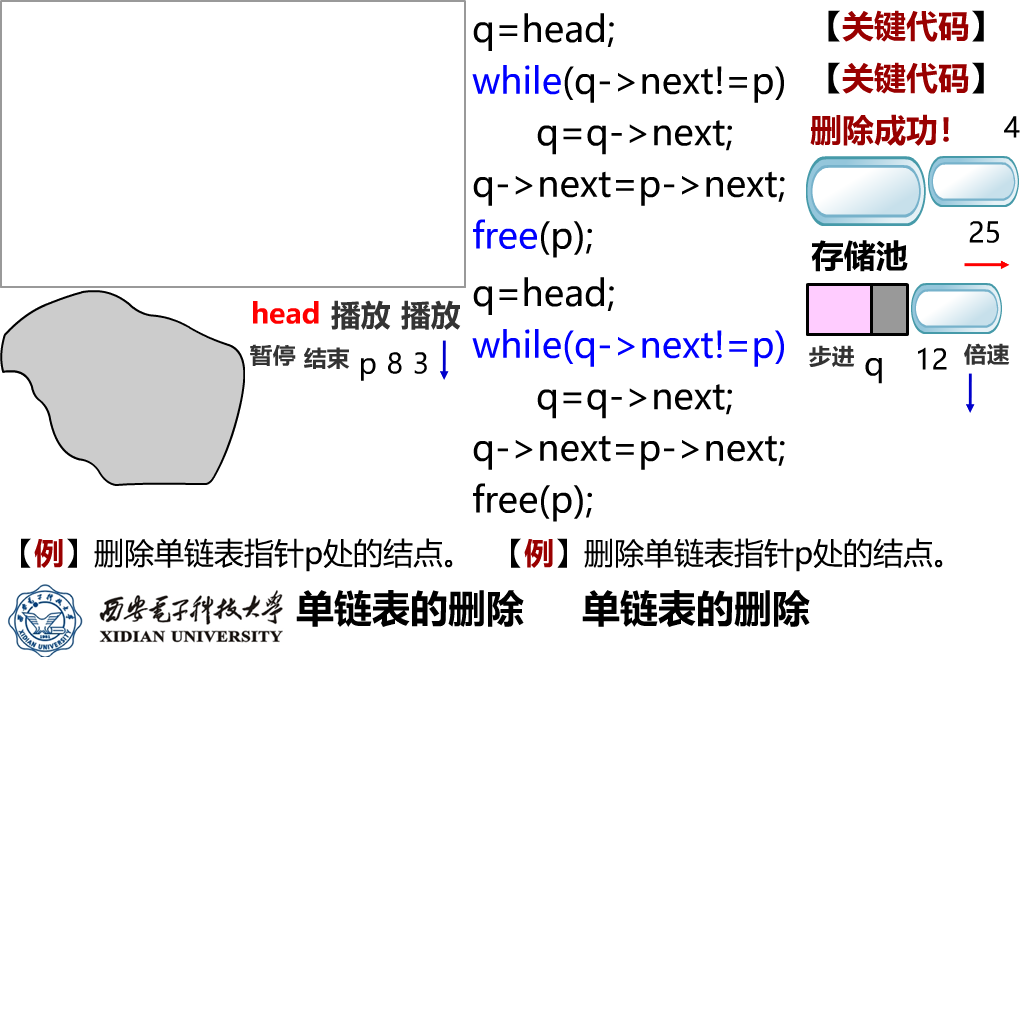 q=head;
while(q->next!=p)
q=q->next;
q->next=p->next;
free(p);
q=head;
while(q->next!=p)
q=q->next;
q->next=p->next;
free(p);
【关键代码】
【关键代码】
删除成功！ 4
25
存储池
head 播放 播放
暂停 结束 p 8 3
步进 q 12 倍速
【例】删除单链表指针p处的结点。
【例】删除单链表指针p处的结点。
西安电子科技大学
XIDIAN UNIVERSITY
单链表的删除 单链表的删除